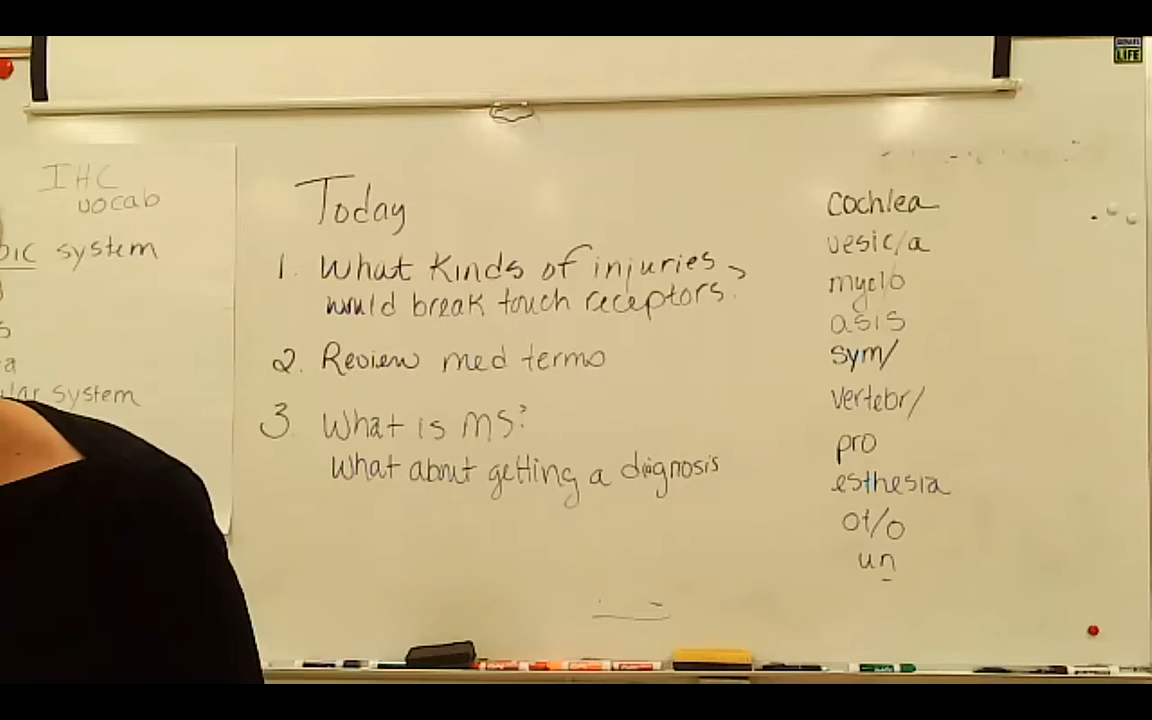 IHC
vocab
system
system
Today
1. What Kinds of injuries
would break touch receptors?
2. Review med terms
3. What is MS?
What about getting a diagnosis
Cochlea
vesic/a
myelo
asis
sym/
vertebr/
pro
esthesia
ot/o
un
LIFE